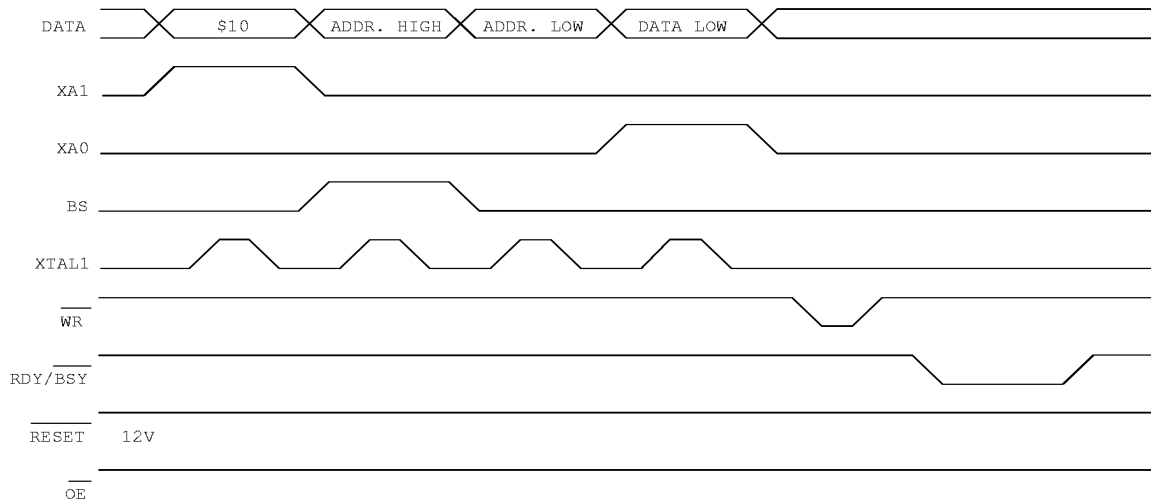 DATA $10 ADDR. HIGH ADDR. LOW DATA LOW
XA1
XA0
BS
XTAL1
WR
RDY/BSY
RESET 12V
OE